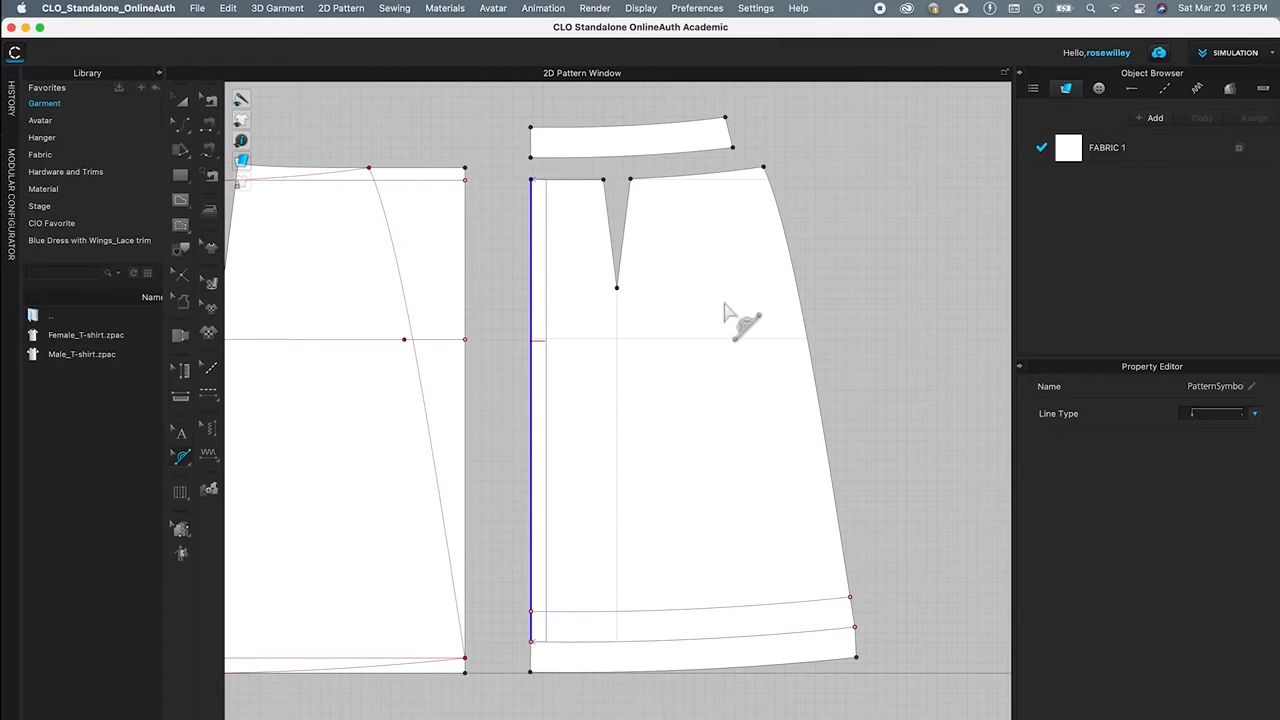 CLO_Standalone_OnlineAuth File Edit 3D Garment 2D Pattern Sewing Materials Avatar Animation Render Display Preferences Settings Help Sat Mar 20 1:26 PM
CLO Standalone OnlineAuth Academic
Hello,rosewilley SIMULATION
Library
2D Pattern Window
Object Browser
HISTORY
MODULAR CONFIGURATOR
Favorites
Garment
Avatar
Hanger
Fabric
Hardware and Trims
Material
Stage
ClO Favorite
Blue Dress with Wings_Lace trim
Name
..
Female_T-shirt.zpac
Male_T-shirt.zpac
+ Add Copy Assign
FABRIC 1
Property Editor
Name PatternSymbo
Line Type